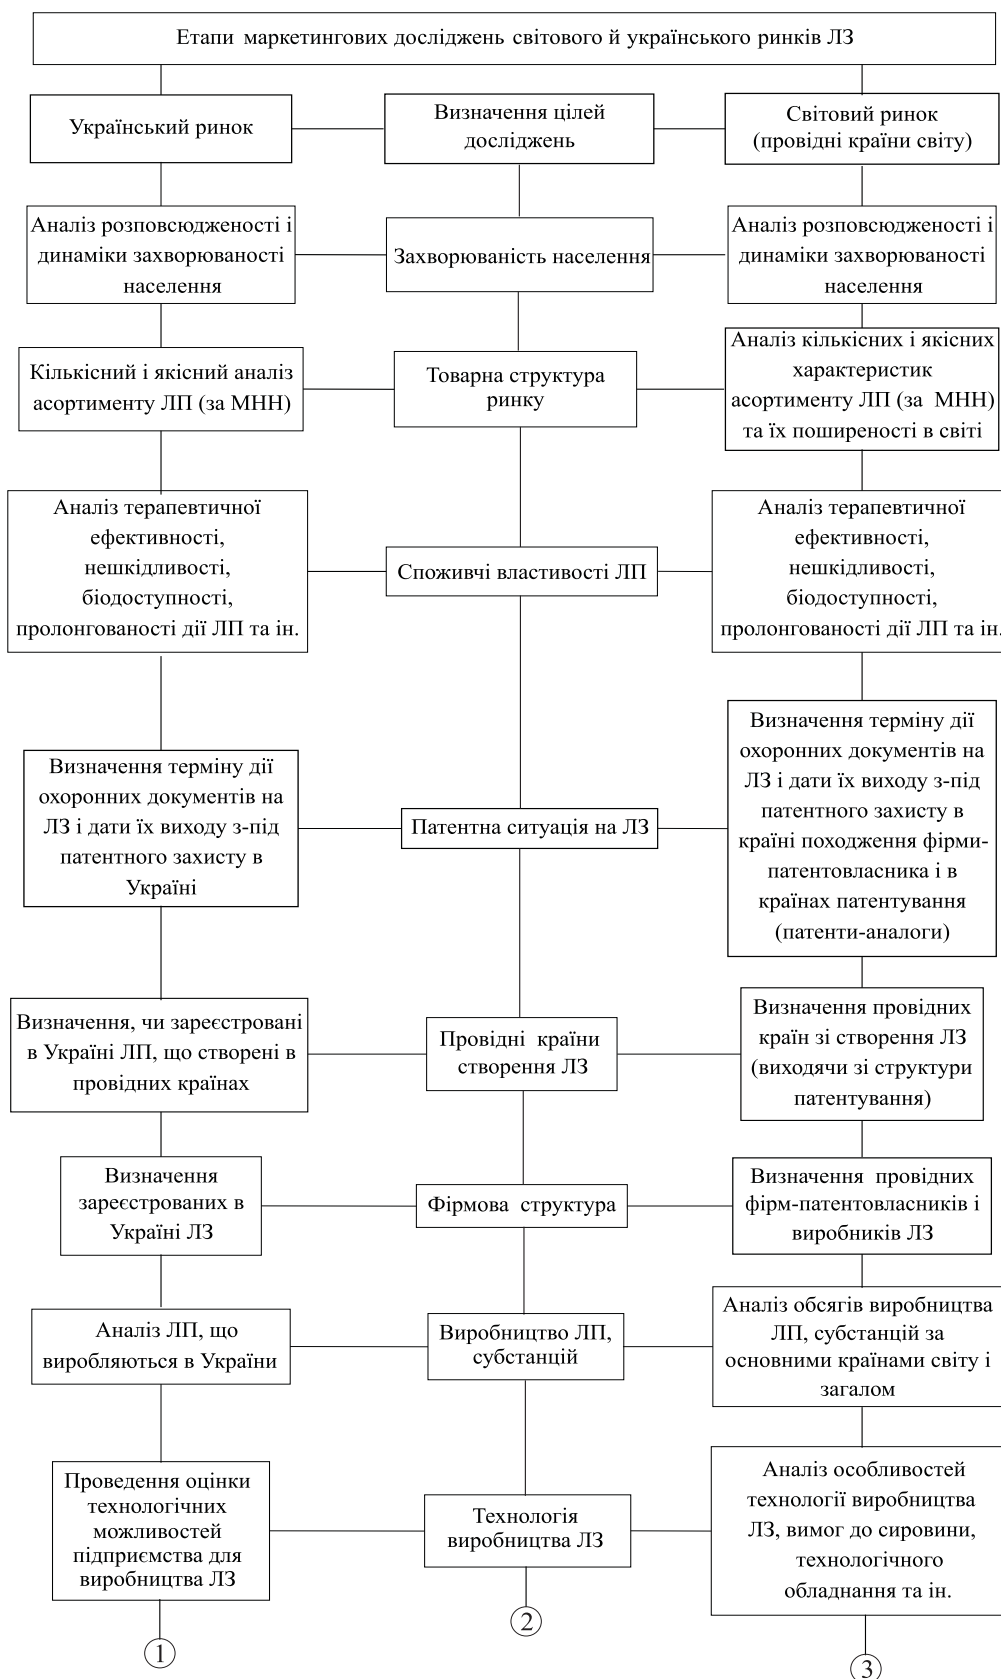 Етапи маркетингових досліджень світового й українського ринків ЛЗ
Український ринок
Визначення цілей
досліджень
Світовий ринок
(провідні країни світу)
Аналіз розповсюдженості і
динаміки захворюваності
населення
Захворюваність населення
Аналіз розповсюдженості і
динаміки захворюваності
населення
Кількісний і якісний аналіз
асортименту ЛП (за МНН)
Товарна структура
ринку
Аналіз кількісних і якісних
характеристик
асортименту ЛП (за МНН)
та їх поширеності в світі
Аналіз терапевтичної
ефективності,
нешкідливості,
біодоступності,
пролонгованості дії ЛП та ін.
Споживчі властивості ЛП
Аналіз терапевтичної
ефективності,
нешкідливості,
біодоступності,
пролонгованості дії ЛП та ін.
Визначення терміну дії
охоронних документів на
ЛЗ і дати їх виходу з-під
патентного захисту в
Україні
Патентна ситуація на ЛЗ
Визначення терміну дії
охоронних документів на
ЛЗ і дати їх виходу з-під
патентного захисту в
країні походження фірми-
патентовласника і в
країнах патентування
(патенти-аналоги)
Визначення, чи зареєстровані
в Україні ЛП, що створені в
провідних країнах
Провідні країни
створення ЛЗ
Визначення провідних
країн зі створення ЛЗ
(виходячи зі структури
патентування)
Визначення
зареєстрованих в
Україні ЛЗ
Фірмова структура
Визначення провідних
фірм-патентовласників і
виробників ЛЗ
Аналіз ЛП, що
виробляються в України
Виробництво ЛП,
субстанцій
Аналіз обсягів виробництва
ЛП, субстанцій за
основними країнами світу і
загалом
Проведення оцінки
технологічних
можливостей
підприємства для
виробництва ЛЗ
Технологія
виробництва ЛЗ
Аналіз особливостей
технології виробництва
ЛЗ, вимог до сировини,
технологічного
обладнання та ін.
1
2
3